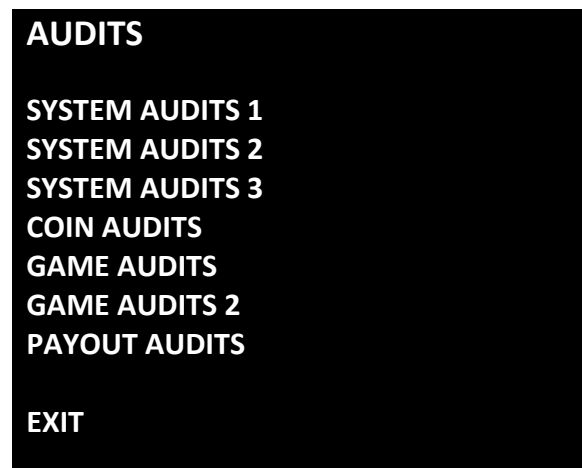 AUDITS
SYSTEM AUDITS 1
SYSTEM AUDITS 2
SYSTEM AUDITS 3
COIN AUDITS
GAME AUDITS
GAME AUDITS 2
PAYOUT AUDITS
EXIT